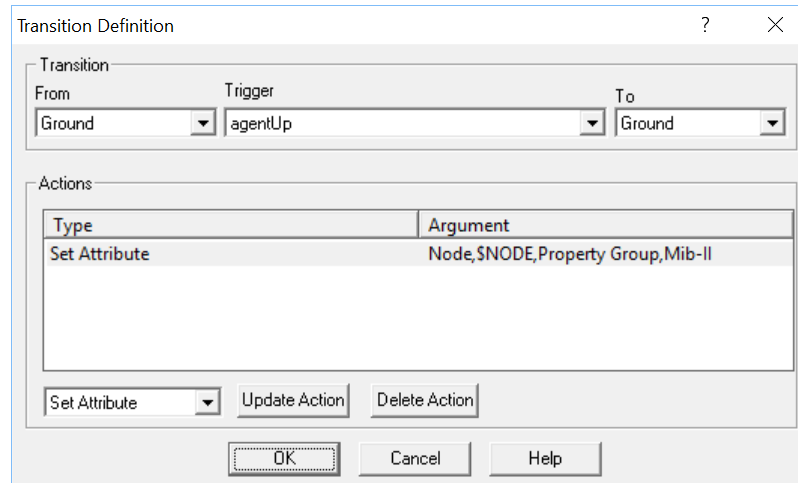 Transition Definition ?
Transition
From Trigger To
Ground agentUp Ground
Actions
Type Argument
Set Attribute Node,$NODE,Property Group,Mib-II
Set Attribute Update Action Delete Action
OK Cancel Help